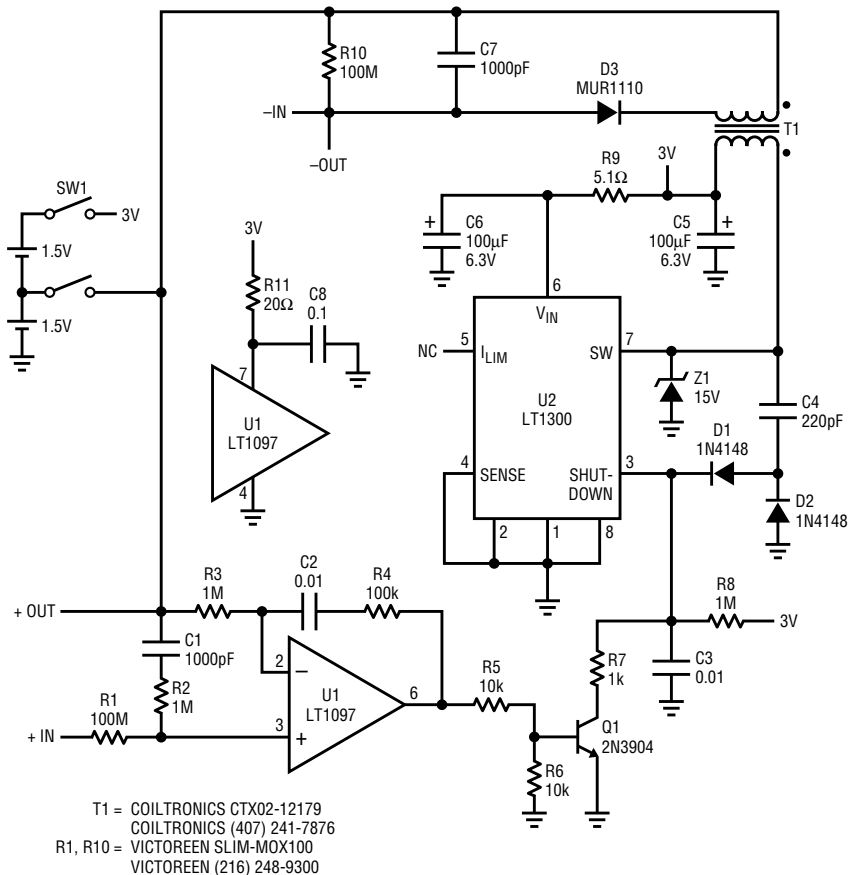 R10
100M
C7
1000pF
D3
MUR1110
–IN
–OUT
T1
R9
5.1Ω
3V
SW1
3V
1.5V
1.5V
3V
R11
20Ω
C8
0.1
+
C6
100µF
6.3V
C5
100µF
6.3V
+
6
VIN
NC
5
ILIM
SW
7
U2
LT1300
Z1
15V
C4
220pF
7
U1
LT1097
4
4
SENSE
SHUT-
DOWN
3
D1
1N4148
D2
1N4148
2
1
8
+ OUT
R3
1M
C2
0.01
R4
100k
R8
1M
3V
C1
1000pF
R2
1M
2
–
U1
LT1097
6
R5
10k
R7
1k
C3
0.01
+ IN
R1
100M
3
+
Q1
2N3904
R6
10k
T1 = COILTRONICS CTX02-12179
COILTRONICS (407) 241-7876
R1, R10 = VICTOREEN SLIM-MOX100
VICTOREEN (216) 248-9300